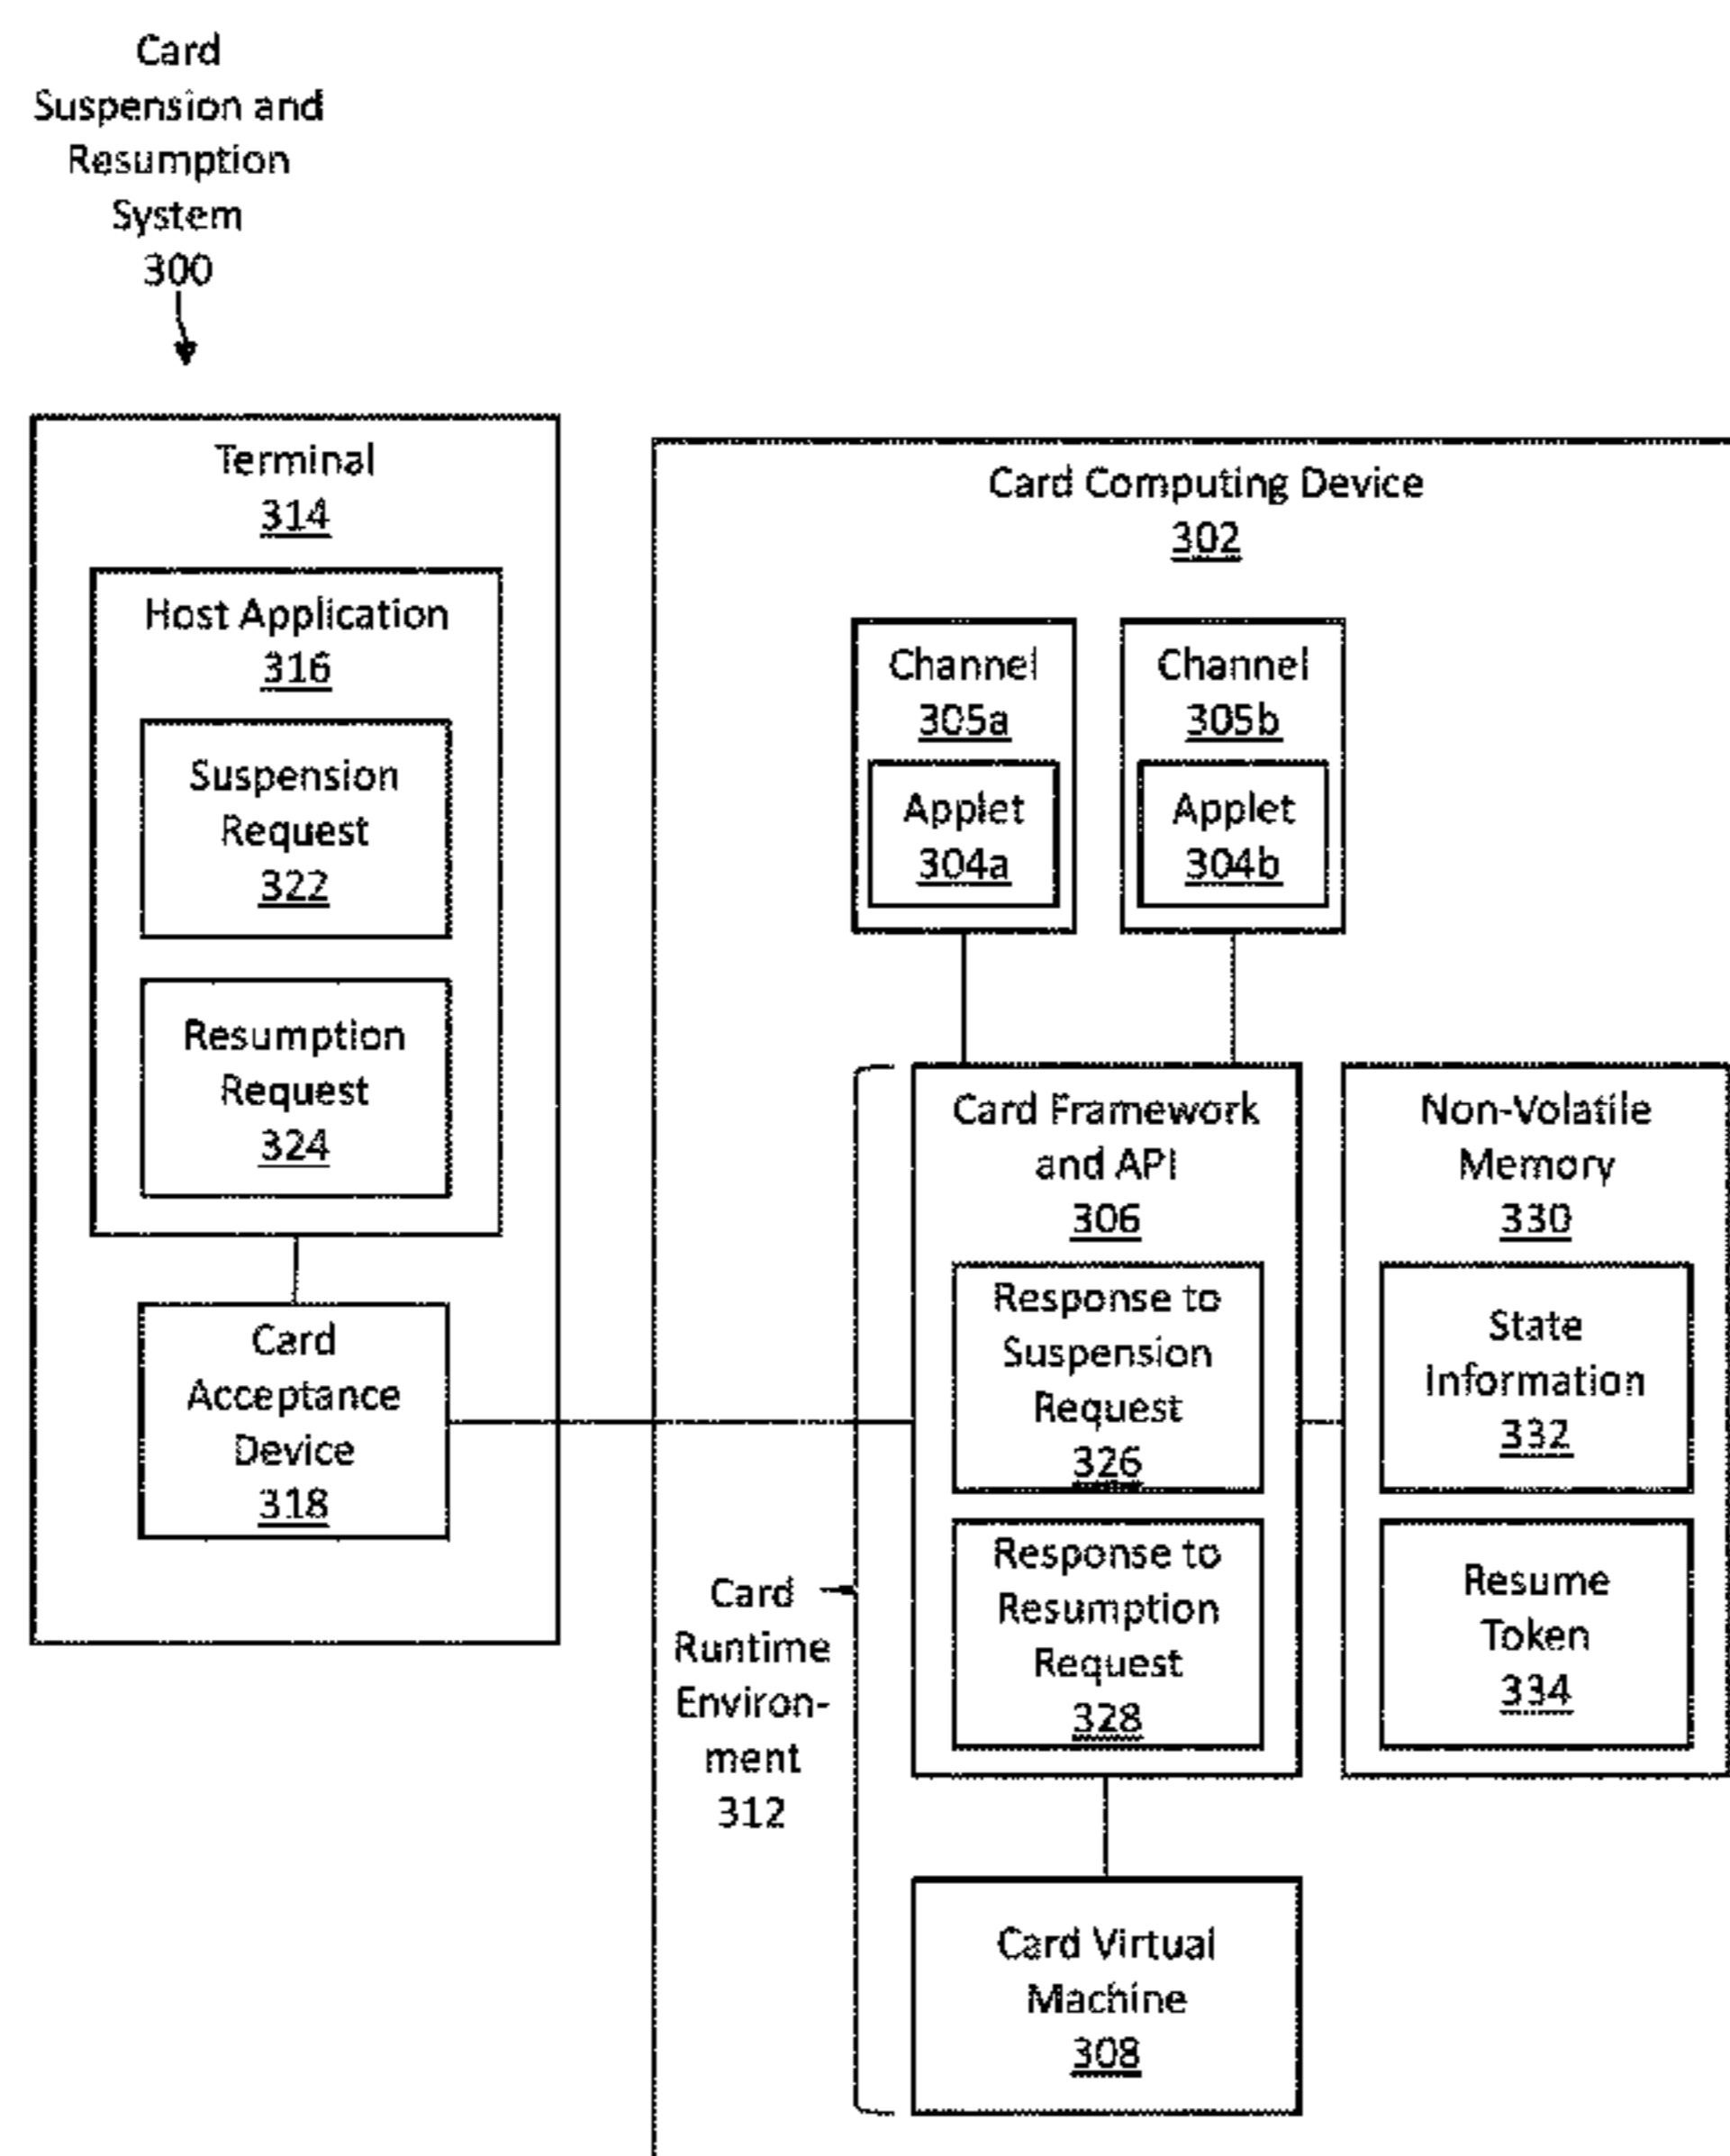 Card
Suspension and
Resumption
System
300
Terminal
314
Host Application
316
Suspension
Request
322
Resumption
Request
324
Card
Acceptance
Device
318
Card Computing Device
302
Channel
305a
Applet
304a
Channel
305b
Applet
304b
Card Framework
and API
306
Response to
Suspension
Request
326
Response to
Resumption
Request
328
Non-Volatile
Memory
330
State
Information
332
Resume
Token
334
Card
Runtime
Environ-
ment
312
Card Virtual
Machine
308